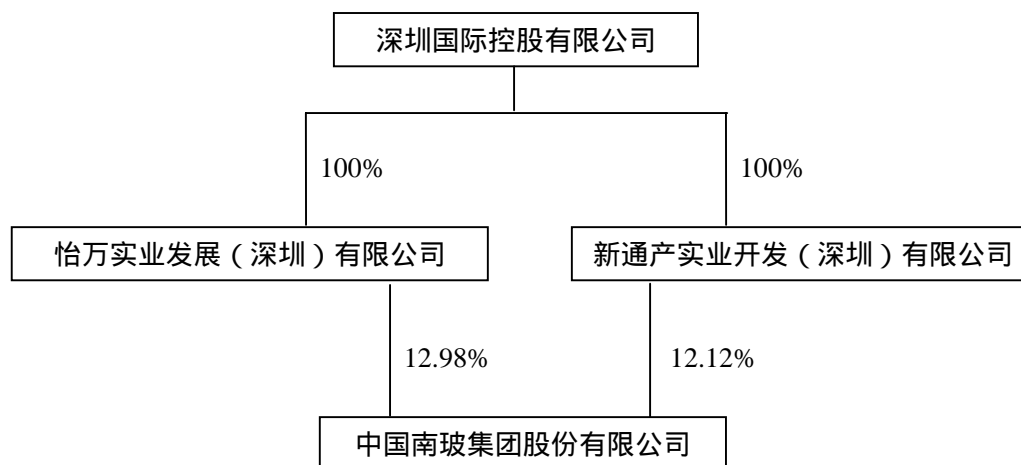 深圳国际控股有限公司
100%
100%
怡万实业发展（深圳）有限公司
新通产实业开发（深圳）有限公司
12.98%
12.12%
中国南玻集团股份有限公司